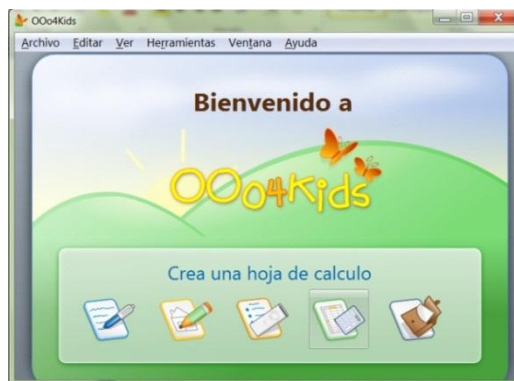 OOo4Kids
Archivo Editar Ver Herramientas Ventana Ayuda
Bienvenido a
OOo4Kids
Crea una hoja de calculo